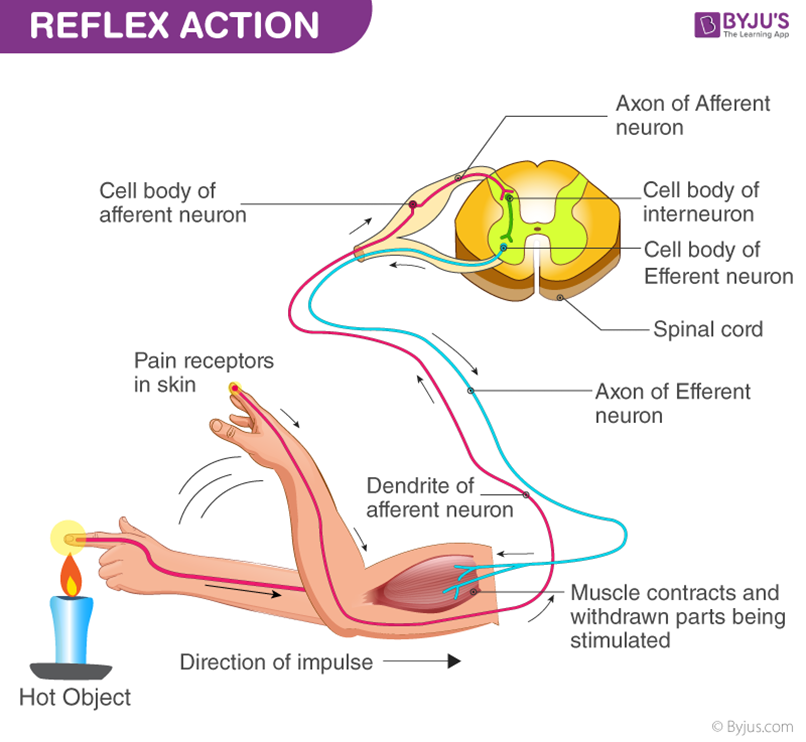 REFLEX ACTION
BYJU'S
The Learning App
Axon of Afferent
neuron
Cell body of
afferent neuron
Cell body of
interneuron
Cell body of
Efferent neuron
Spinal cord
Pain receptors
in skin
Axon of Efferent
neuron
Dendrite of
afferent neuron
Muscle contracts and
withdrawn parts being
stimulated
Direction of impulse
Hot Object
© Byjus.com